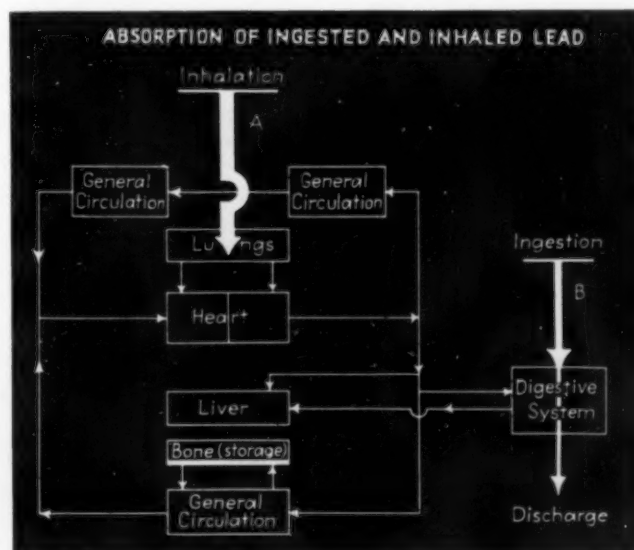 ABSORPTION OF INGESTED AND INHALED LEAD
Inhalation
A
General
Circulation
General
Circulation
Lungs
Ingestion
B
Heart
Digestive
System
Liver
Bone (storage)
General
Circulation
Discharge